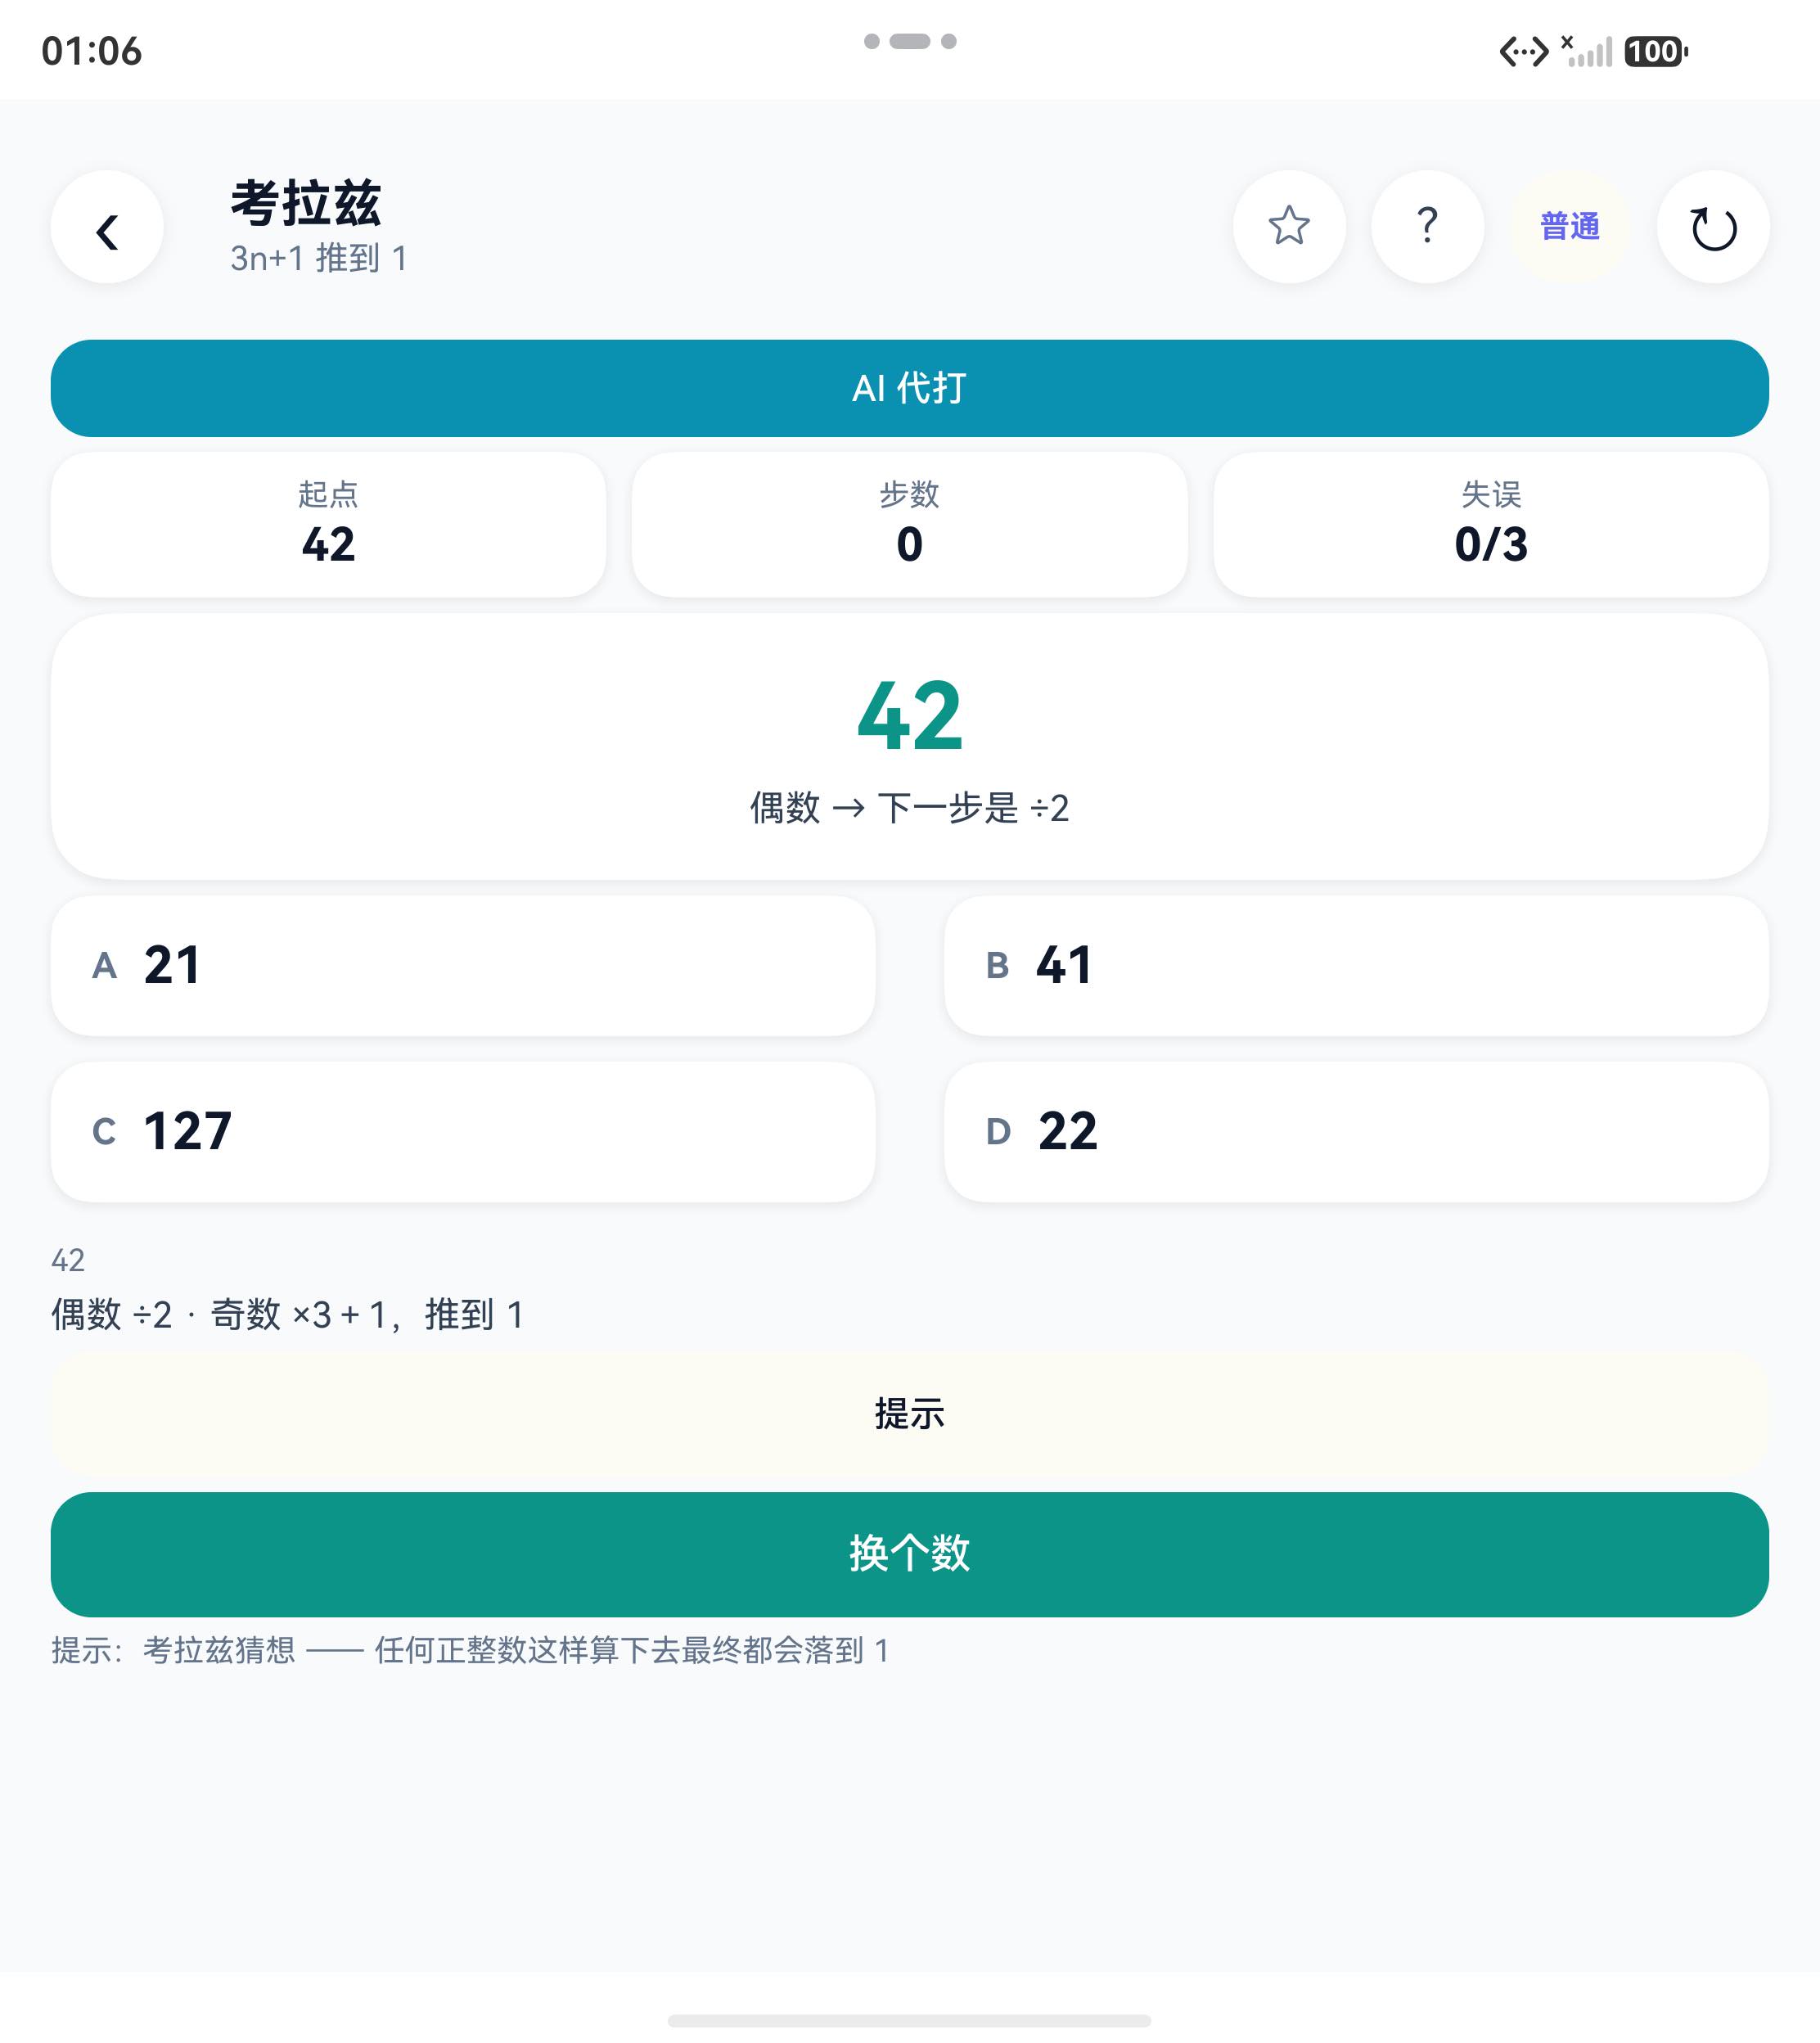 01:06
100
考拉兹
3n+1 推到 1
?
普通
AI 代打
起点
42
步数
0
失误
0/3
42
偶数 → 下一步是 ÷2
A 21
B 41
C 127
D 22
42
偶数 ÷2 · 奇数 ×3 + 1，推到 1
提示
换个数
提示：考拉兹猜想 —— 任何正整数这样算下去最终都会落到 1